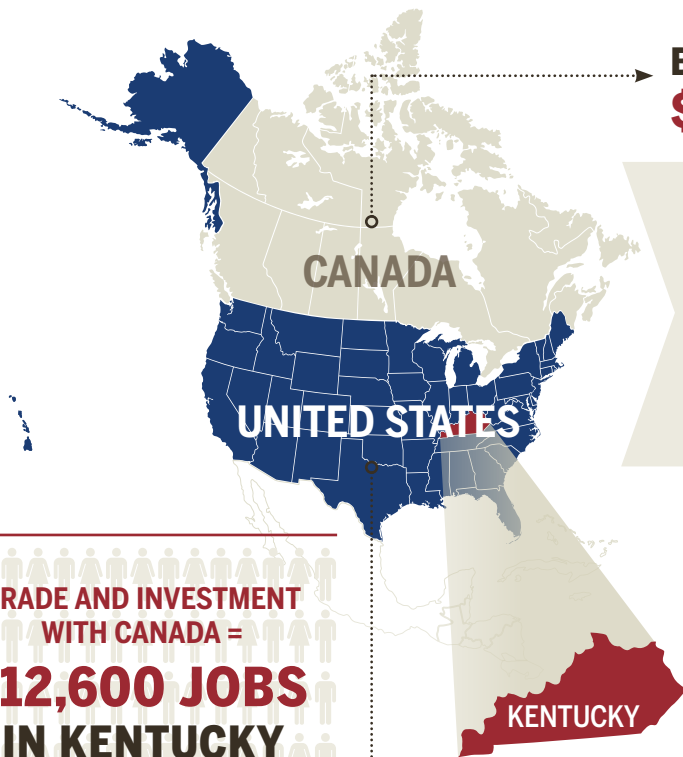 CANADA
UNITED STATES
RADE AND INVESTMENT
WITH CANADA =
12,600 JOBS
IN KENTUCKY
KENTUCKY